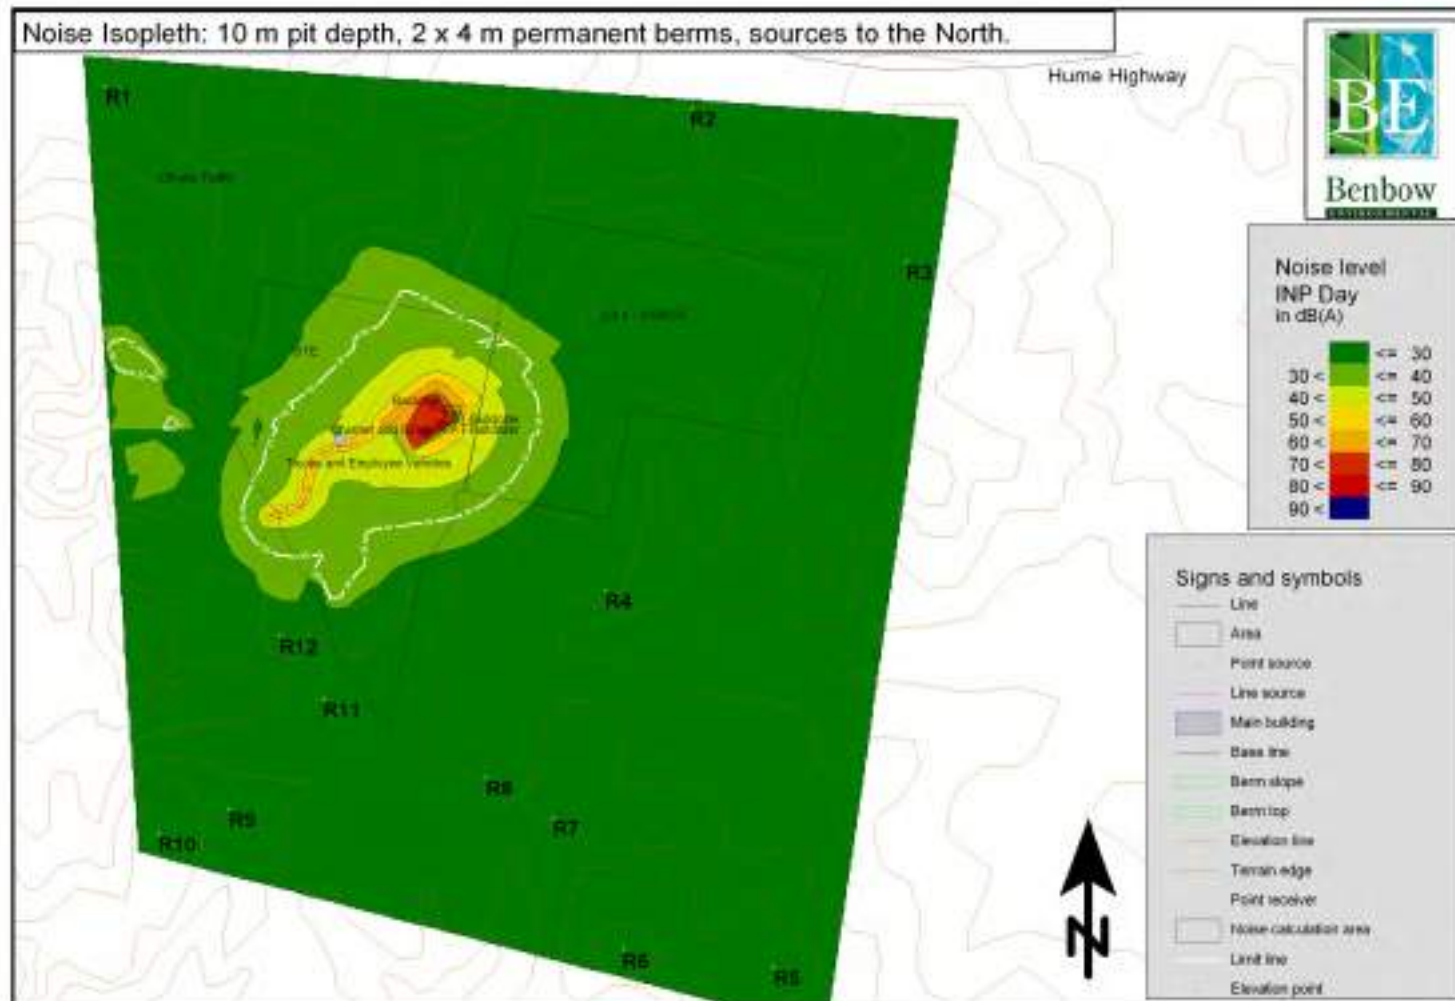 Noise Isopleth: 10 m pit depth, 2 x 4 m permanent berms, sources to the North.
Hume Highway
BE
Benbow
ENVIRONMENTAL
R1
R2
R3
Noise level
INP Day
in dB(A)
<= 30
30 < <= 40
40 < <= 50
50 < <= 60
60 < <= 70
70 < <= 80
80 < <= 90
90 <
Trucks and Employee Vehicles
R4
R12
R11
R8
R7
R9
R10
R6
R5
N
Signs and symbols
Line
Area
Point source
Line source
Main building
Base line
Berm slope
Berm top
Elevation line
Terrain edge
Point receiver
Noise calculation area
Limit line
Elevation point